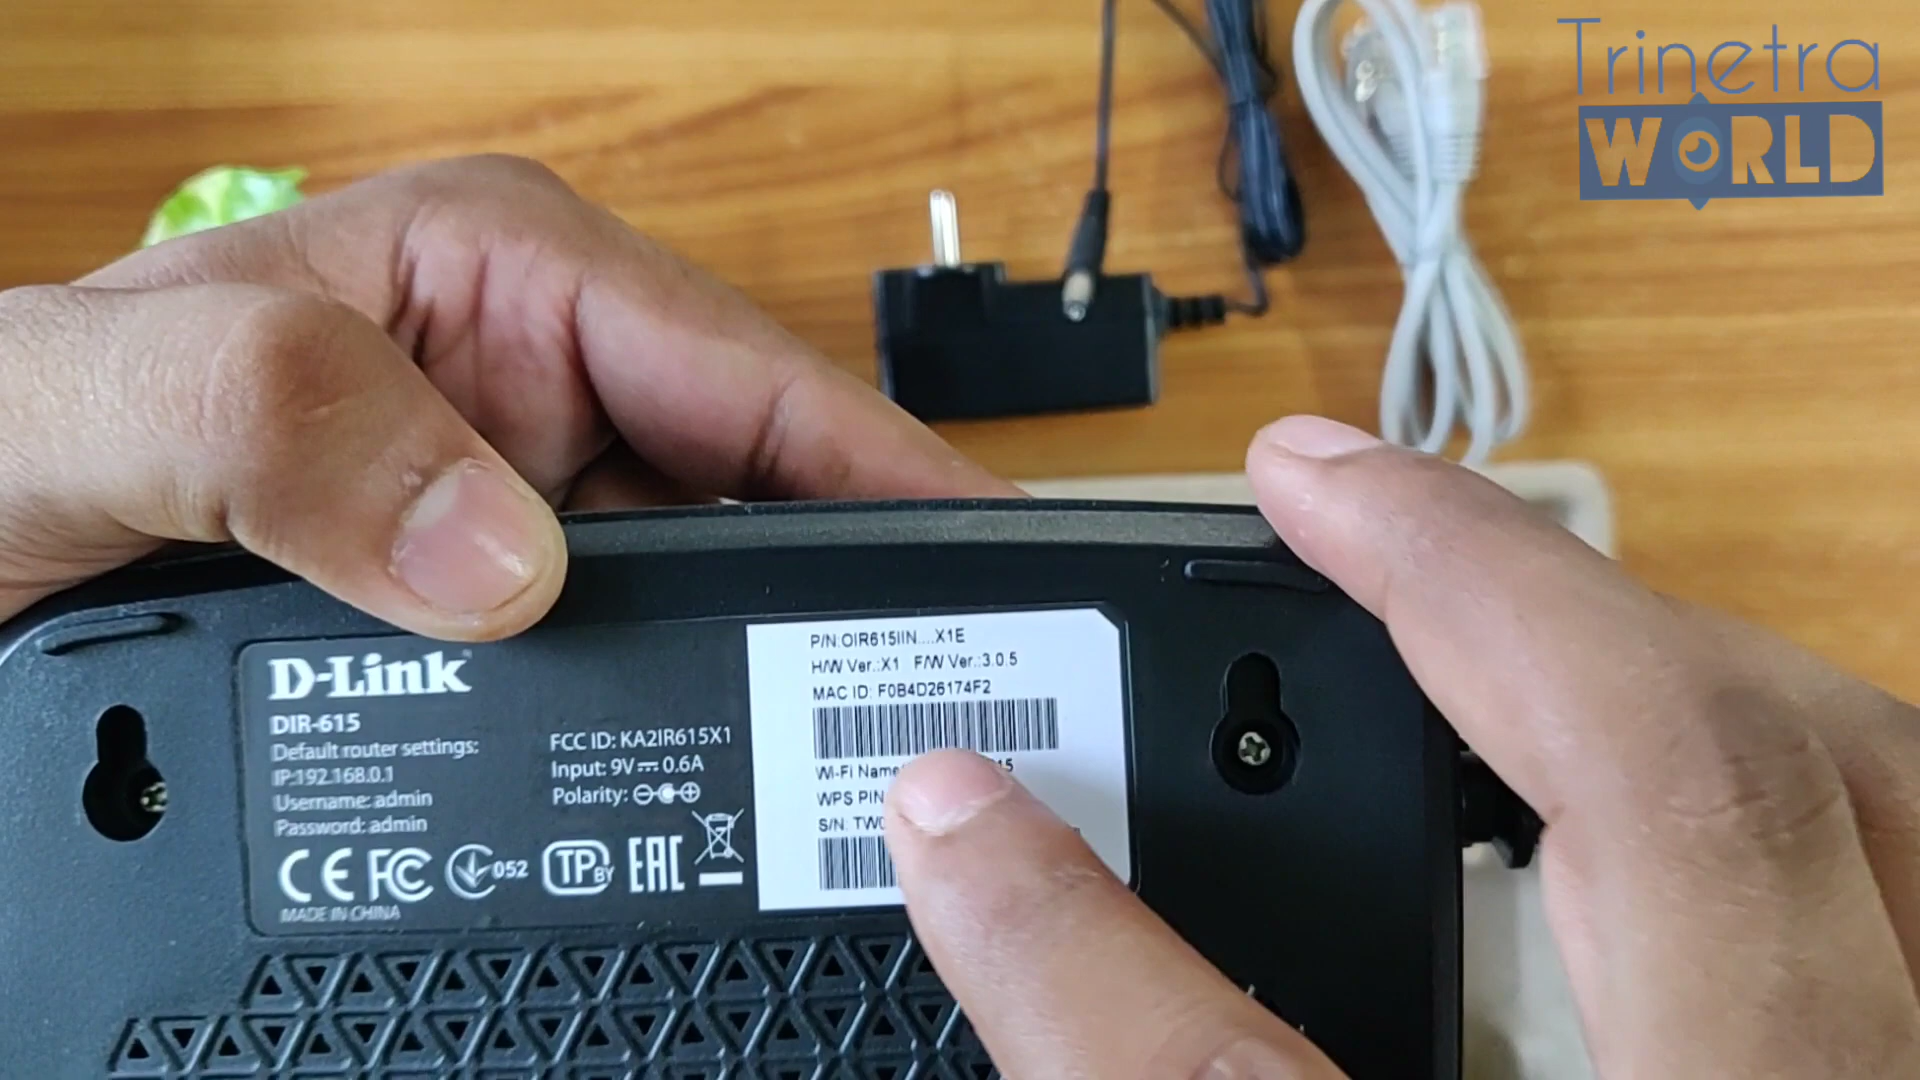 Trinetra
WORLD
D-Link
DIR-615
Default router settings:
IP:192.168.0.1
Username: admin
Password: admin
FCC ID: KA2IR615X1
Input: 9V 0.6A
Polarity:
CE FC 052 TP BY EAC
MADE IN CHINA
P/N:OIR615IIN....X1E
H/W Ver.:X1 F/W Ver.:3.0.5
MAC ID: F0B4D26174F2
Wi-Fi Name
WPS PIN
S/N: